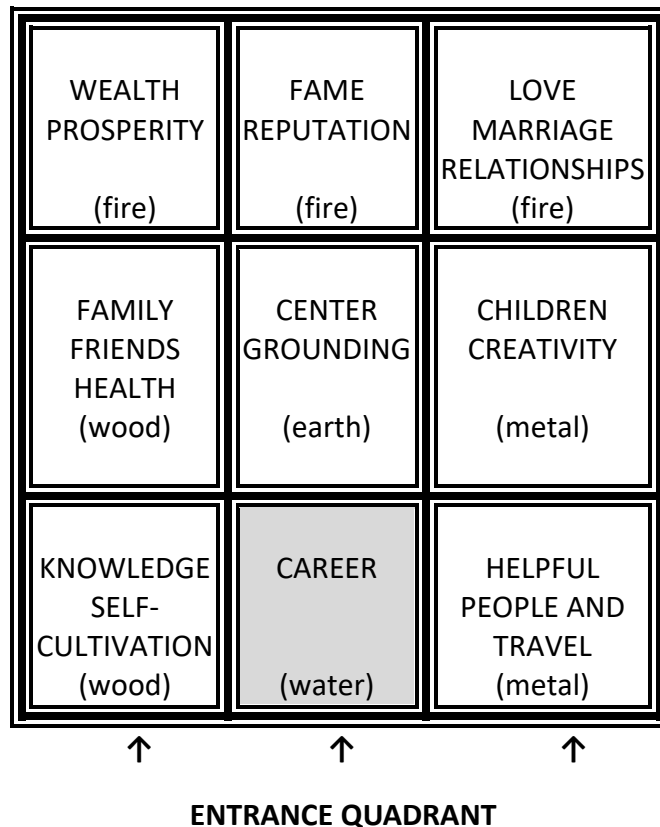 WEALTH
PROSPERITY
(fire)
FAME
REPUTATION
(fire)
LOVE
MARRIAGE
RELATIONSHIPS
(fire)
FAMILY
FRIENDS
HEALTH
(wood)
CENTER
GROUNDING
(earth)
CHILDREN
CREATIVITY
(metal)
KNOWLEDGE
SELF-
CULTIVATION
(wood)
CAREER
(water)
HELPFUL
PEOPLE AND
TRAVEL
(metal)
↑ ↑ ↑
ENTRANCE QUADRANT